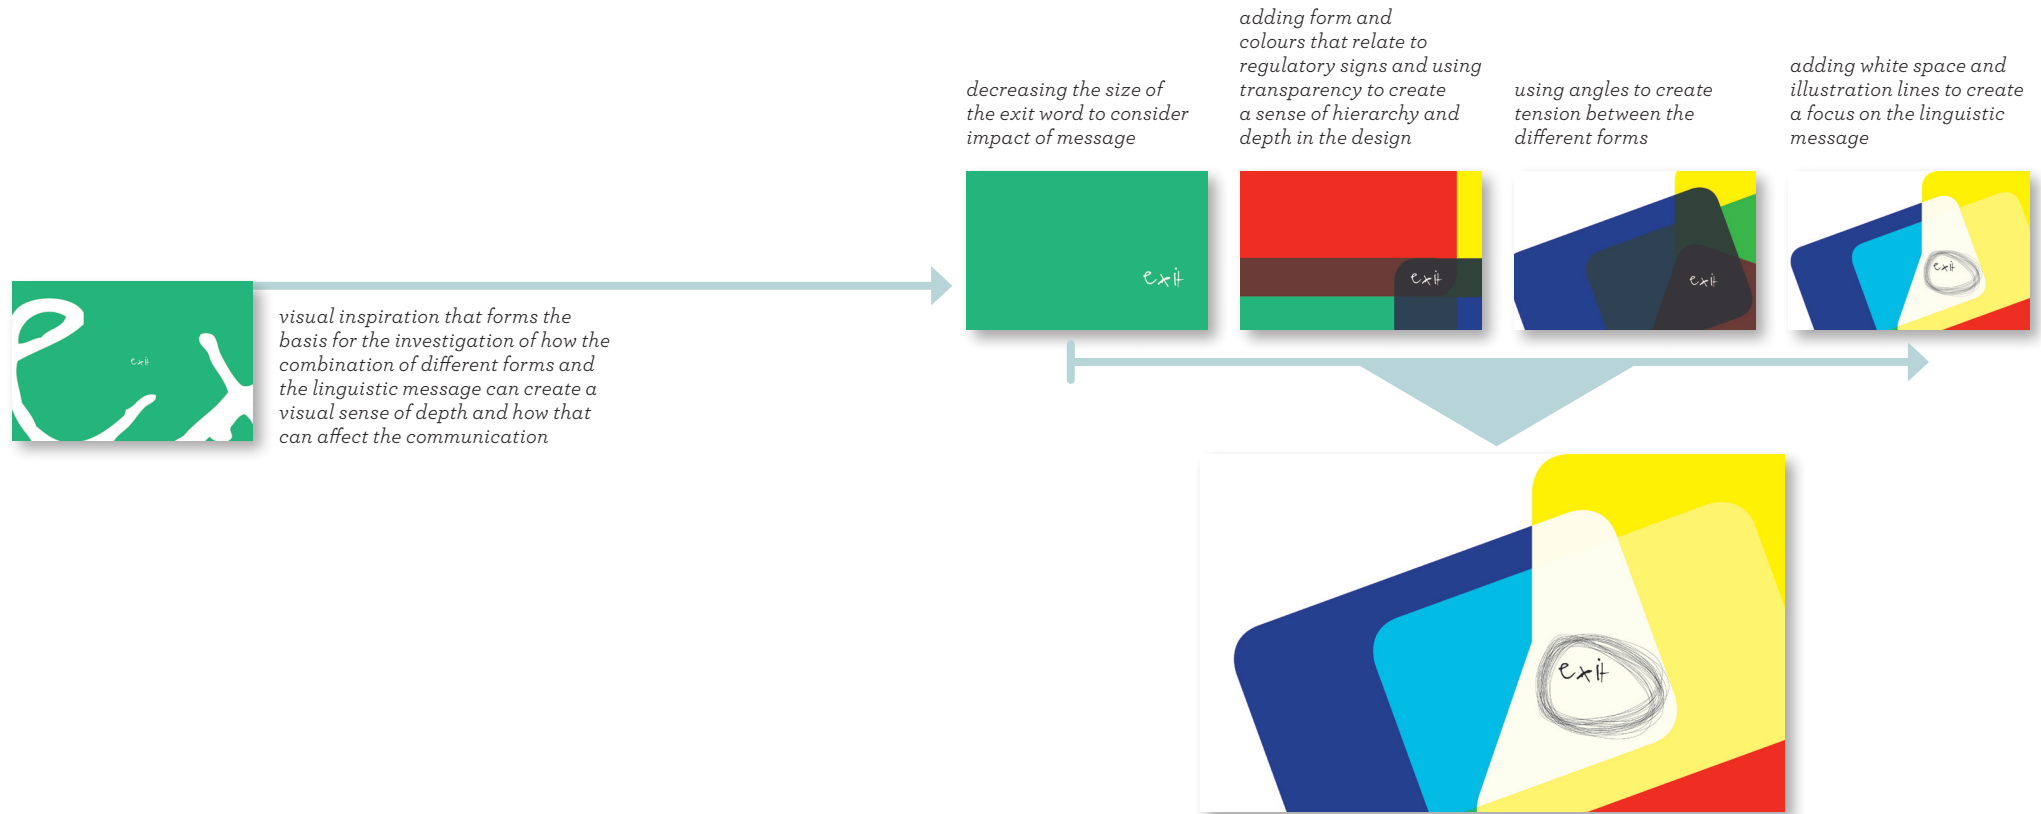 adding form and
colours that relate to
regulatory signs and using
transparency to create
a sense of hierarchy and
depth in the design
decreasing the size of
the exit word to consider
impact of message
using angles to create
tension between the
different forms
adding white space and
illustration lines to create
a focus on the linguistic
message
exit
exit
exit
exit
e
exit
visual inspiration that forms the
basis for the investigation of how the
combination of different forms and
the linguistic message can create a
visual sense of depth and how that
can affect the communication
exit